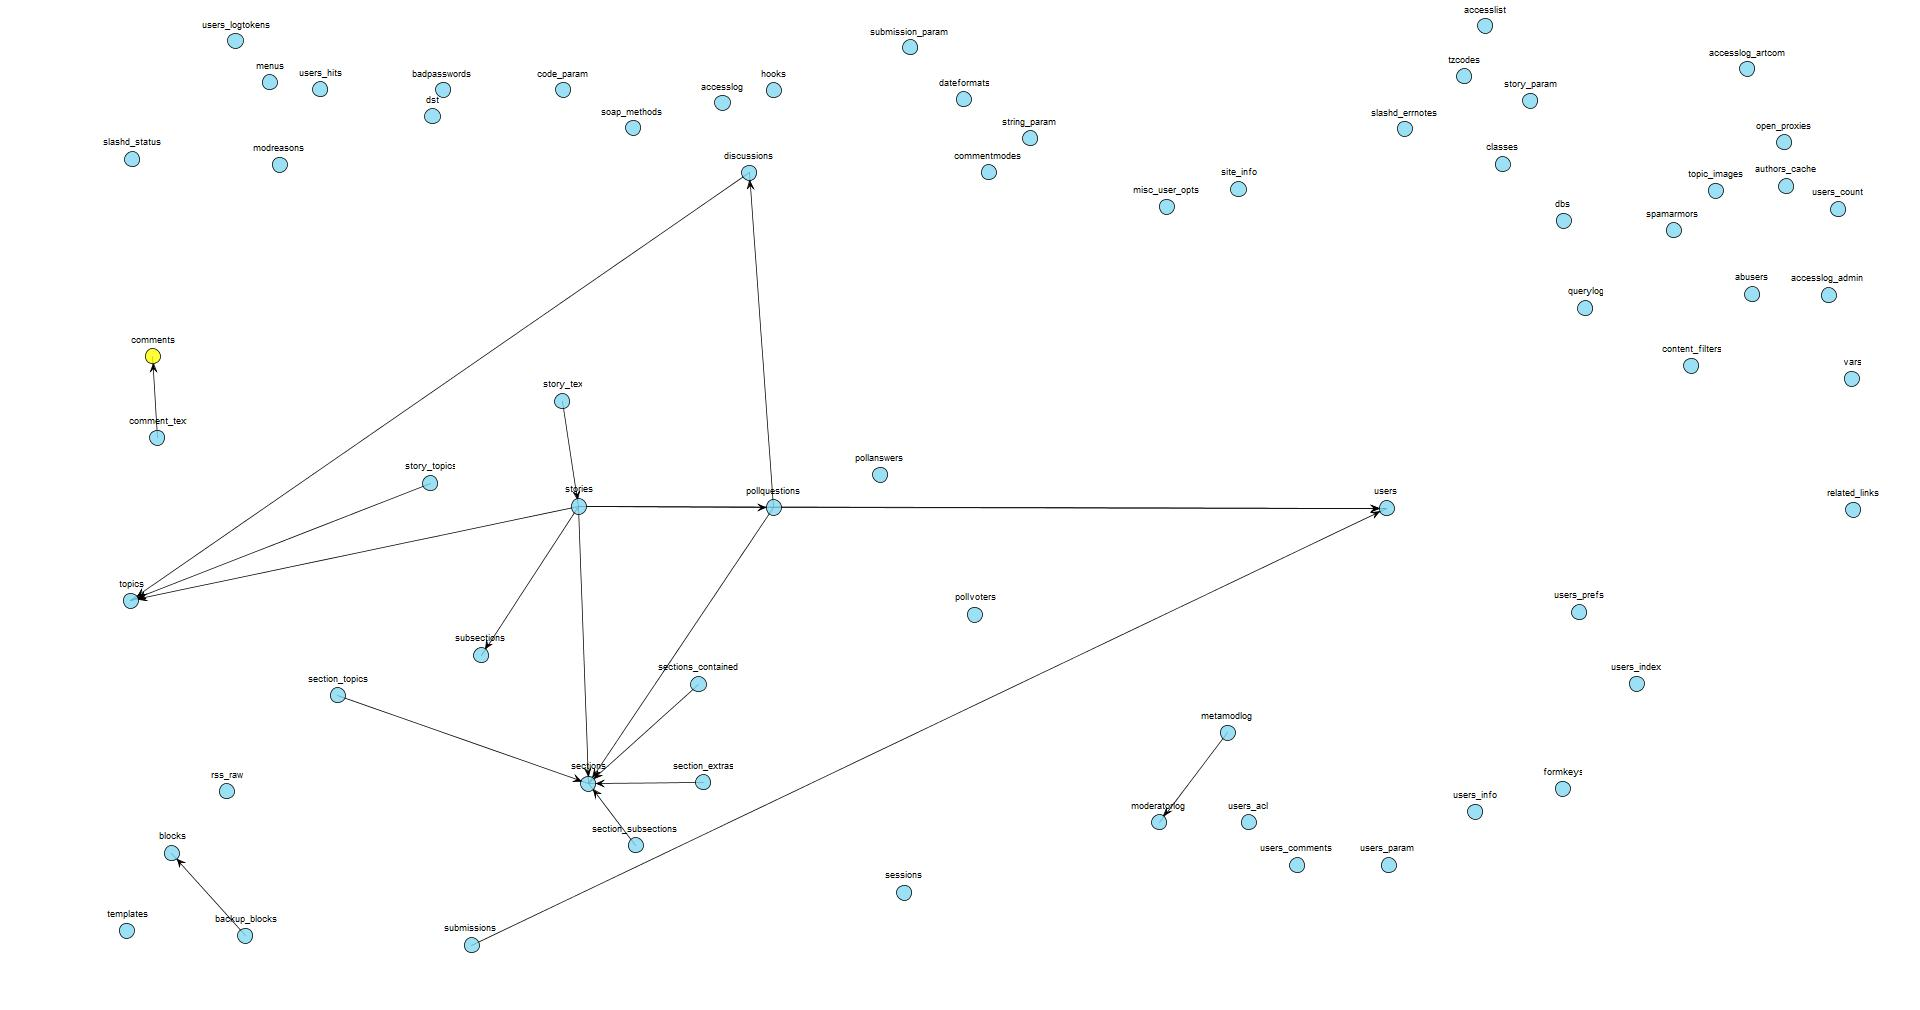 accesslist
users_logtokens
submission_param
accesslog_artcom
tzcodes
menus
users_hits
badpasswords
code_param
hooks
dateformats
story_param
accesslog
dst
soap_methods
slashd_errnotes
string_param
open_proxies
slashd_status
modreasons
classes
discussions
commentmodes
authors_cache
site_info
topic_images
misc_user_opts
users_count
dbs
spamarmors
abusers
accesslog_admin
querylog
comments
content_filters
vars
story_tex
comment_tex
pollanswers
story_topics
stories
pollquestions
users
related_links
topics
users_prefs
pollvoters
subsections
sections_contained
users_index
section_topics
metamodlog
sections
section_extras
formkeys
rss_raw
users_info
moderatorlog
users_acl
section_subsections
blocks
users_comments
users_param
sessions
templates
backup_blocks
submissions